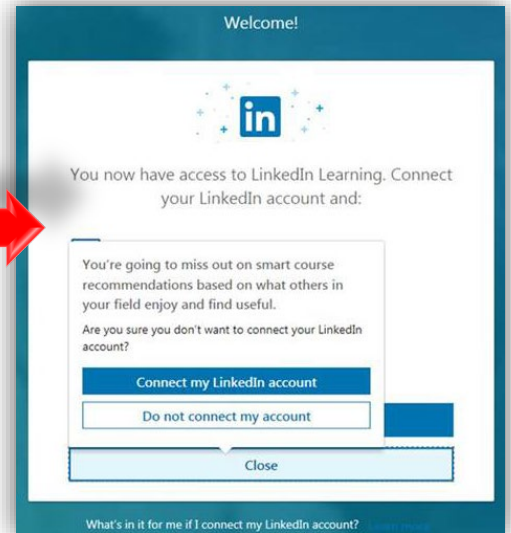 Welcome!
in
You now have access to LinkedIn Learning. Connect
your LinkedIn account and:
You're going to miss out on smart course
recommendations based on what others in
your field enjoy and find useful.
Are you sure you don't want to connect your LinkedIn
account?
Connect my LinkedIn account
Do not connect my account
Close
What's in it for me if I connect my LinkedIn account? Learn more